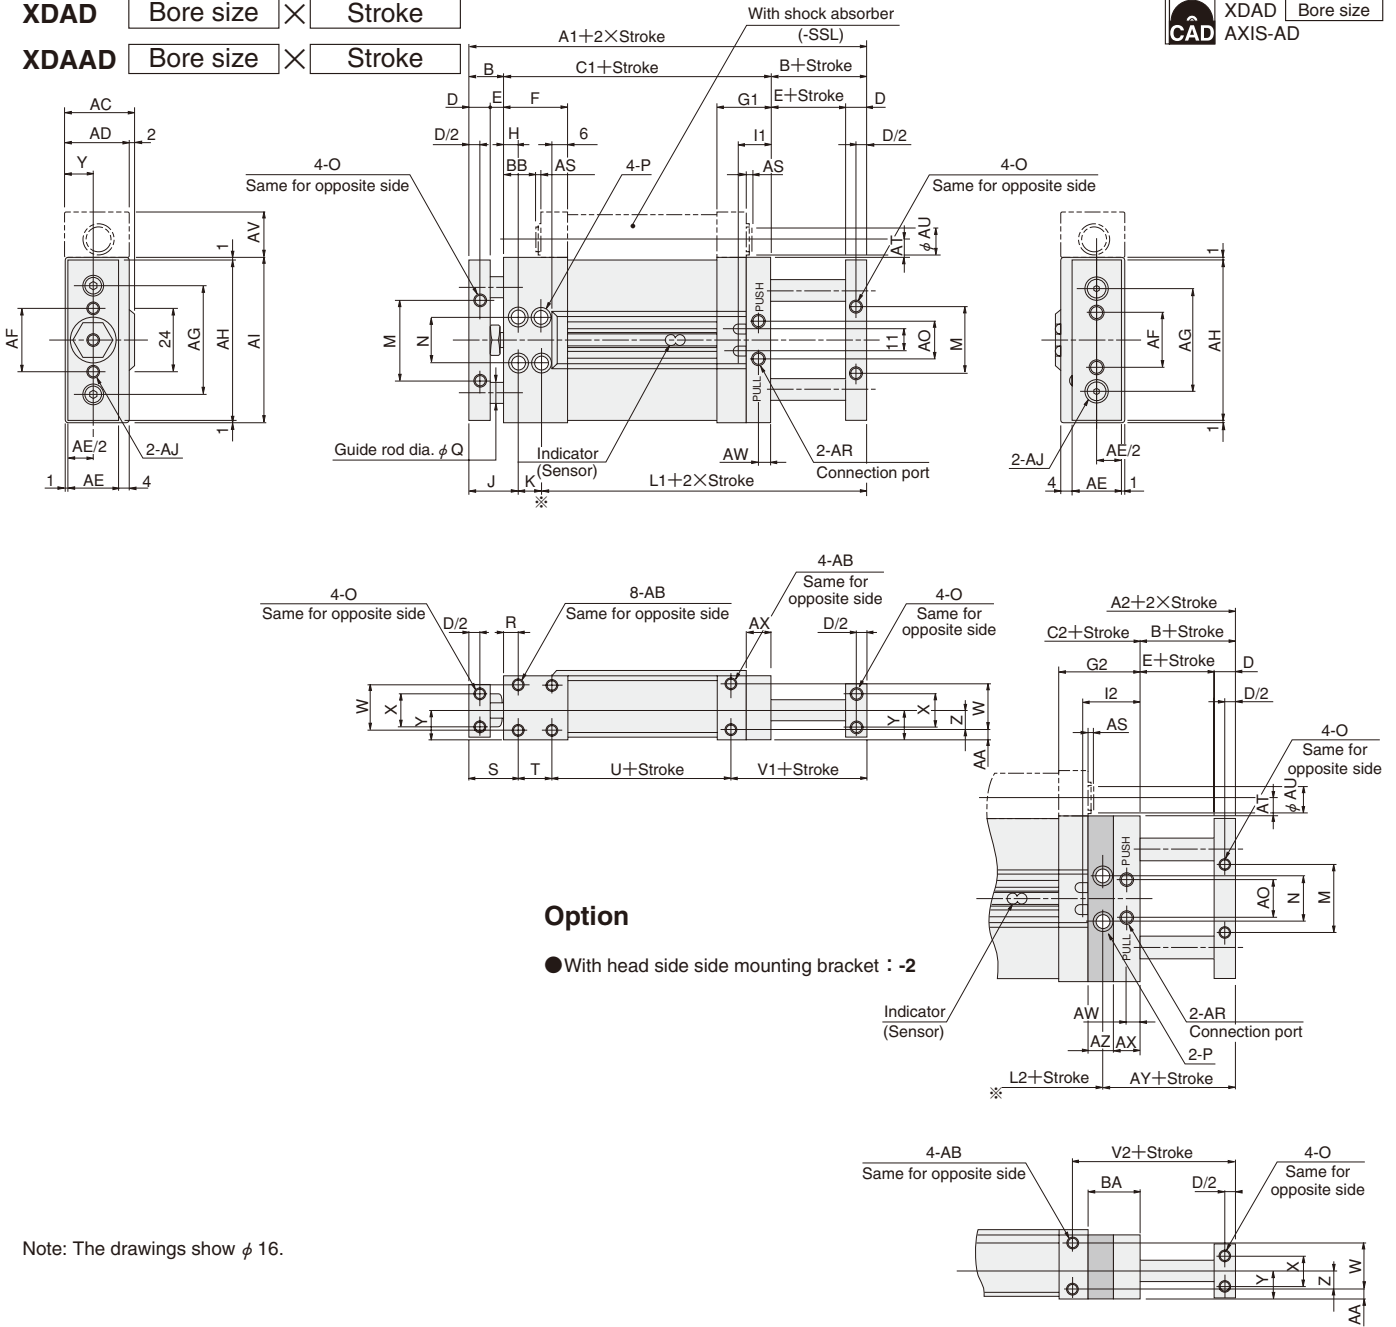 XDAD Bore size × Stroke
XDAAD Bore size × Stroke
CAD
XDAD Bore size
AXIS-AD
With shock absorber
(-SSL)
A1+2×Stroke
B
C1+Stroke
B+Stroke
D
E
F
G1
E+Stroke
D
D/2
H
6
I1
D/2
BB
AS
4-P
AS
4-O
Same for opposite side
4-O
Same for opposite side
AC
AD
2
Y
AV
1
AF
24
AG
AH
AI
1
AE/2
2-AJ
1
AE
4
M
N
PUSH
PULL
11
AO
M
AT
φAU
Guide rod dia. φQ
Indicator
(Sensor)
AW
2-AR
Connection port
J
K
L1+2×Stroke
※
1
AF
AG
AH
1
2-AJ
AE/2
4
AE
1
4-AB
Same for
opposite side
4-O
Same for opposite side
8-AB
Same for opposite side
4-O
Same for
opposite side
D/2
R
AX
D/2
W
X
Y
Y
X
Z
W
AA
S
T
U+Stroke
V1+Stroke
A2+2×Stroke
C2+Stroke
B+Stroke
G2
E+Stroke
D
I2
D/2
AS
4-O
Same for
opposite side
AT
φAU
PUSH
PULL
AO
N
M
Indicator
(Sensor)
AW
2-AR
Connection port
AZ
AX
2-P
L2+Stroke
AY+Stroke
※
Option
●With head side side mounting bracket：-2
4-AB
Same for opposite side
V2+Stroke
4-O
Same for
opposite side
BA
D/2
Y
X
Z
W
AA
Note: The drawings show φ 16.